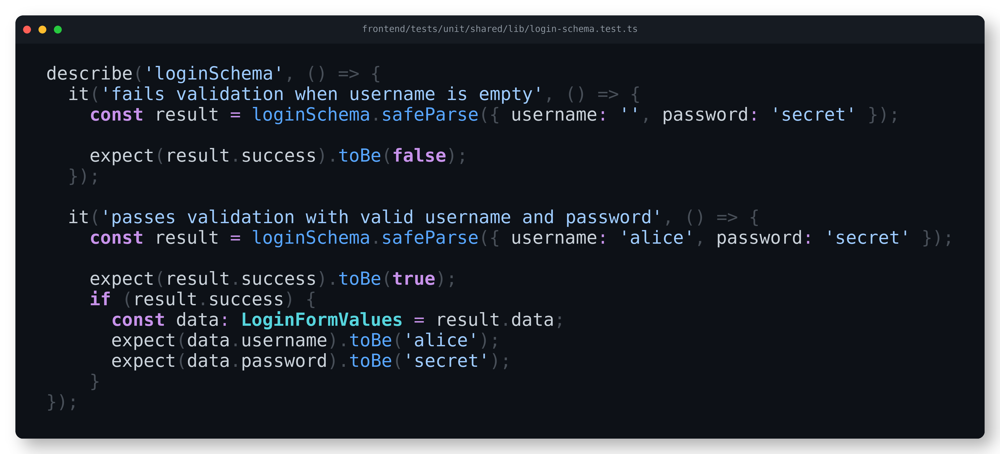 frontend/tests/unit/shared/lib/login-schema.test.ts
describe('loginSchema', () => {
  it('fails validation when username is empty', () => {
    const result = loginSchema.safeParse({ username: '', password: 'secret' });

    expect(result.success).toBe(false);
  });

  it('passes validation with valid username and password', () => {
    const result = loginSchema.safeParse({ username: 'alice', password: 'secret' });

    expect(result.success).toBe(true);
    if (result.success) {
      const data: LoginFormValues = result.data;
      expect(data.username).toBe('alice');
      expect(data.password).toBe('secret');
    }
});